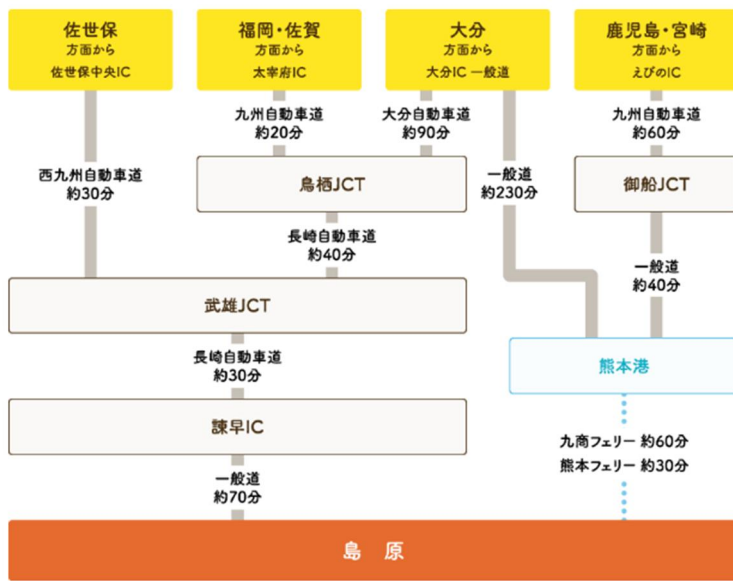 佐世保
方面から
佐世保中央IC
福岡・佐賀
方面から
太宰府IC
大分
方面から
大分IC 一般道
鹿児島・宮崎
方面から
えびのIC
九州自動車道
約20分
大分自動車道
約90分
九州自動車道
約60分
西九州自動車道
約30分
鳥栖JCT
一般道
約230分
御船JCT
長崎自動車道
約40分
一般道
約40分
武雄JCT
長崎自動車道
約30分
熊本港
諫早IC
九商フェリー 約60分
熊本フェリー 約30分
一般道
約70分
島 原